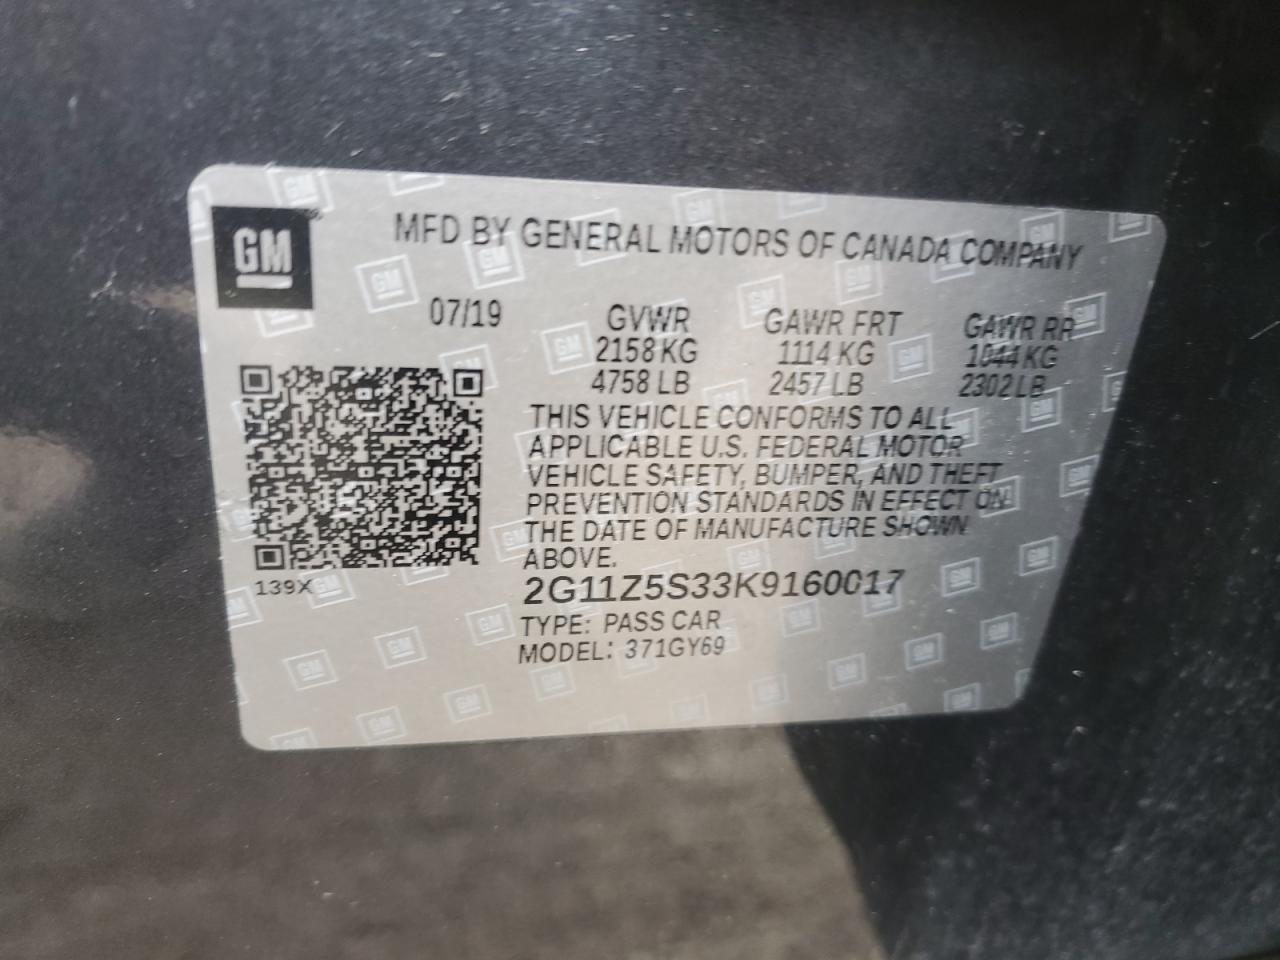 GM
MFD BY GENERAL MOTORS OF CANADA COMPANY
07/19 GVWR GAWR FRT GAWR RR
2158 KG 1114 KG 1044 KG
4758 LB 2457 LB 2302 LB
THIS VEHICLE CONFORMS TO ALL
APPLICABLE U.S. FEDERAL MOTOR
VEHICLE SAFETY, BUMPER, AND THEFT
PREVENTION STANDARDS IN EFFECT ON
THE DATE OF MANUFACTURE SHOWN
ABOVE.
139X
2G11Z5S33K9160017
TYPE: PASS CAR
MODEL: 371GY69